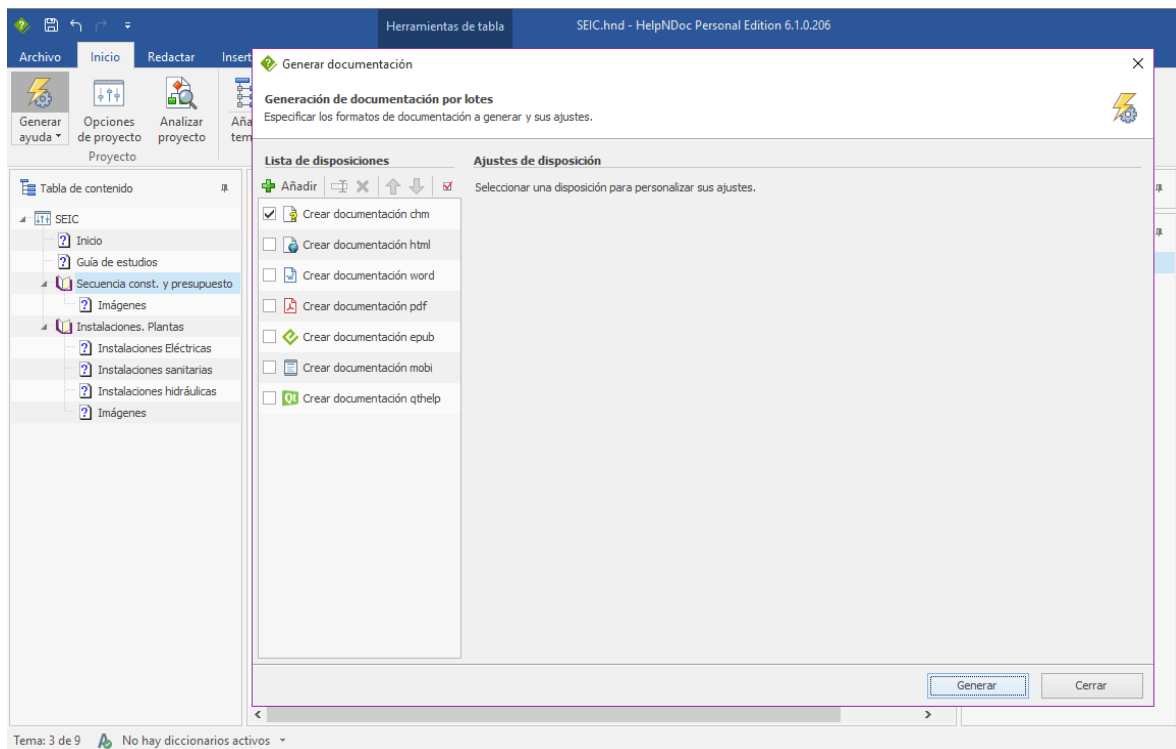 Herramientas de tabla
SEIC.hnd - HelpNDoc Personal Edition 6.1.0.206
Archivo
Inicio
Redactar
Insert
Generar ayuda
Opciones de proyecto
Analizar proyecto
Aña
tem
Proyecto
Tabla de contenido
SEIC
Inicio
Guía de estudios
Secuencia const. y presupuesto
Imágenes
Instalaciones. Plantas
Instalaciones Eléctricas
Instalaciones sanitarias
Instalaciones hidráulicas
Imágenes
Generar documentación
Generación de documentación por lotes
Especificar los formatos de documentación a generar y sus ajustes.
Lista de disposiciones
Ajustes de disposición
Añadir
Seleccionar una disposición para personalizar sus ajustes.
Crear documentación chm
Crear documentación html
Crear documentación word
Crear documentación pdf
Crear documentación epub
Crear documentación mobi
Crear documentación qthelp
Generar
Cerrar
Tema: 3 de 9
No hay diccionarios activos